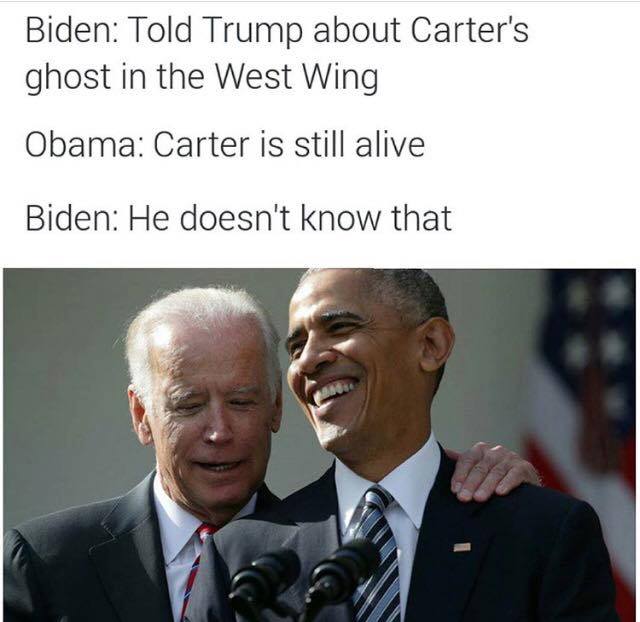 Biden: Told Trump about Carter's
ghost in the West Wing
Obama: Carter is still alive
Biden: He doesn't know that